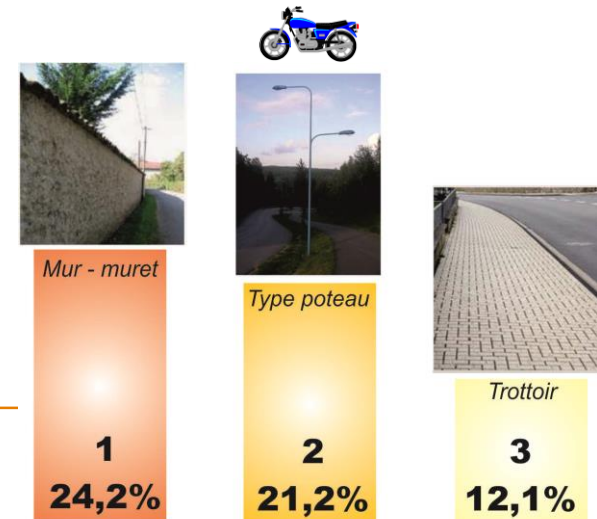 Mur - muret
1
24,2%
Type poteau
2
21,2%
Trottoir
3
12,1%